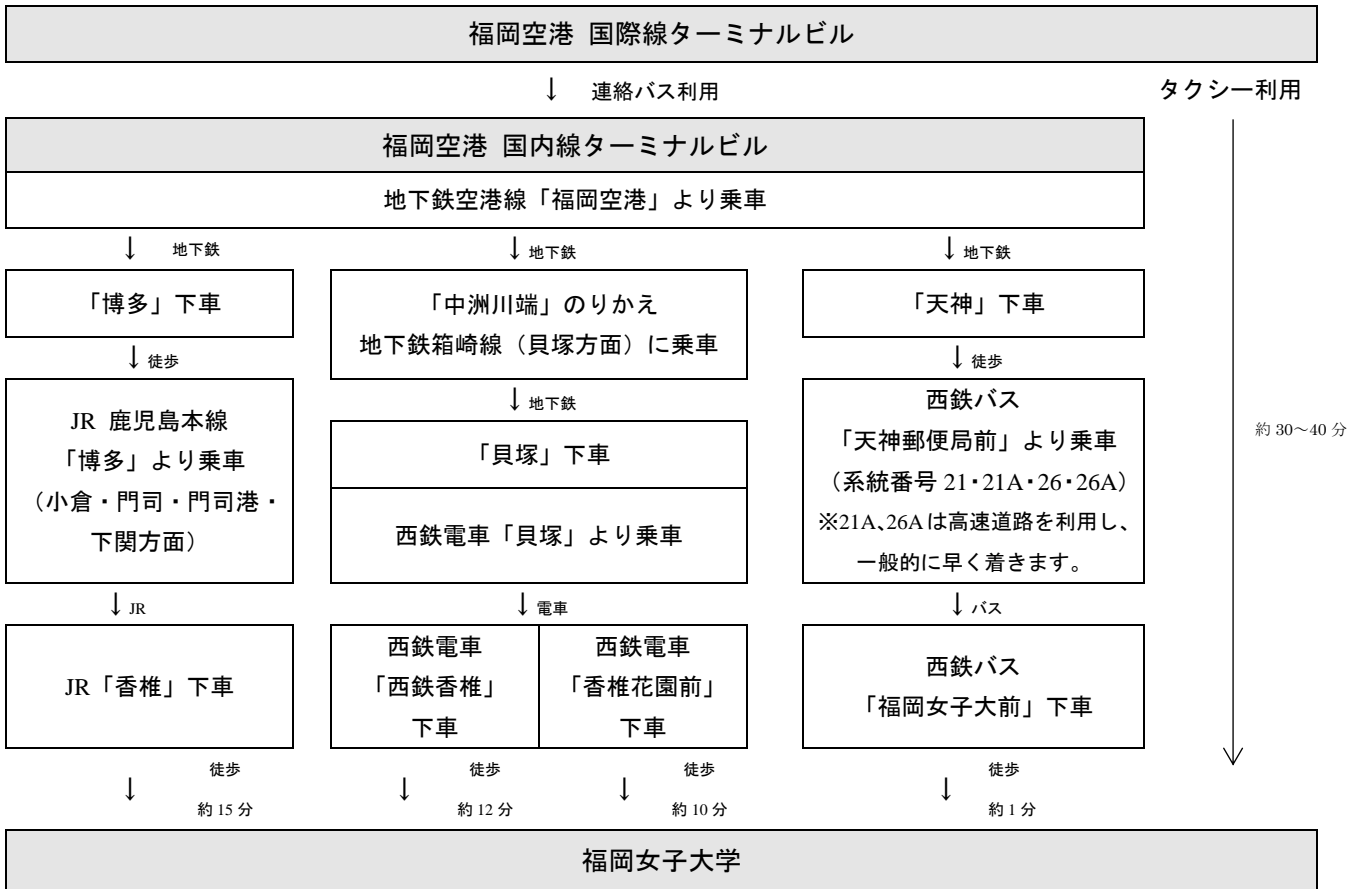 福岡空港 国際線ターミナルビル
↓ 連絡バス利用
タクシー利用
福岡空港 国内線ターミナルビル
地下鉄空港線「福岡空港」より乗車
↓ 地下鉄
↓ 地下鉄
↓ 地下鉄
「博多」下車
「中洲川端」のりかえ
地下鉄箱崎線（貝塚方面）に乗車
「天神」下車
↓ 徒歩
↓ 徒歩
JR 鹿児島本線
「博多」より乗車
（小倉・門司・門司港・
下関方面）
↓ 地下鉄
「貝塚」下車
西鉄電車「貝塚」より乗車
西鉄バス
「天神郵便局前」より乗車
（系統番号 21・21A・26・26A）
※21A、26A は高速道路を利用し、
一般的に早く着きます。
約 30～40 分
↓ JR
↓ 電車
↓ バス
JR「香椎」下車
西鉄電車
「西鉄香椎」
下車
西鉄電車
「香椎花園前」
下車
西鉄バス
「福岡女子大前」下車
↓ 徒歩
約 15 分
↓ 徒歩
約 12 分
↓ 徒歩
約 10 分
↓ 徒歩
約 1 分
福岡女子大学